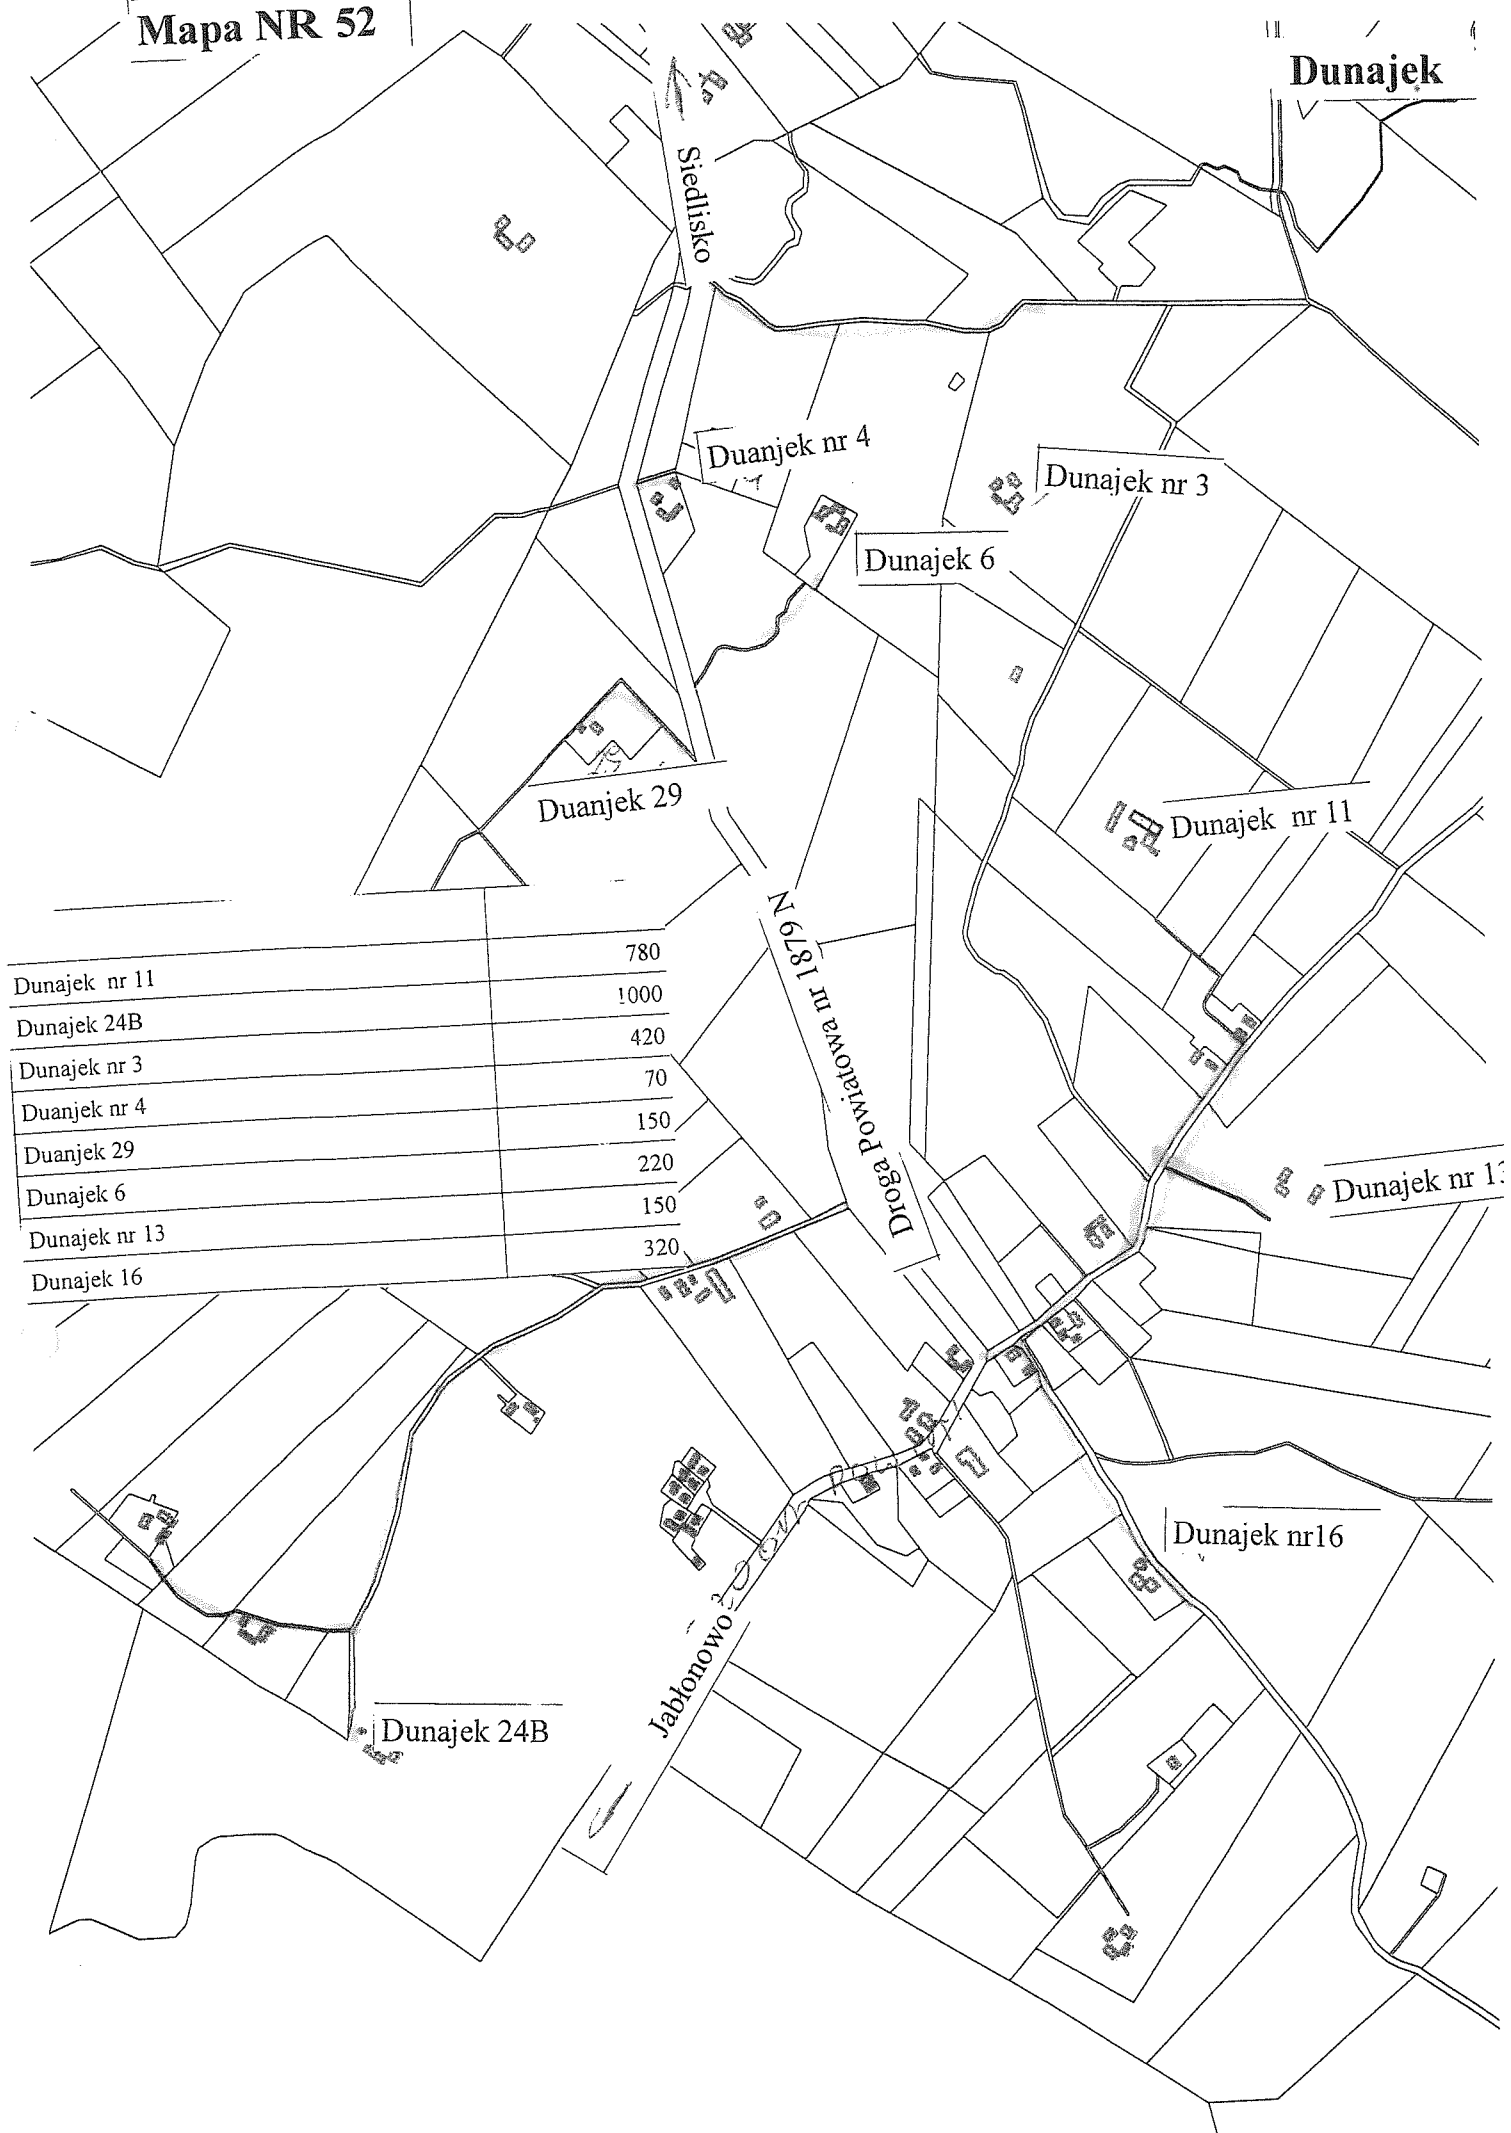 Mapa NR 52
Dunajek
Siedlisko
Duanjek nr 4
Dunajek nr 3
Dunajek 6
Duanjek 29
Dunajek nr 11
Droga Powiatowa nr 1879 N
Dunajek nr 11 780
Dunajek 24B 1000
Dunajek nr 3 420
Duanjek nr 4 70
Duanjek 29 150
Dunajek 6 220
Dunajek nr 13 150
Dunajek 16 320
Dunajek nr 13
Dunajek nr16
Jabłonowo
Dunajek 24B